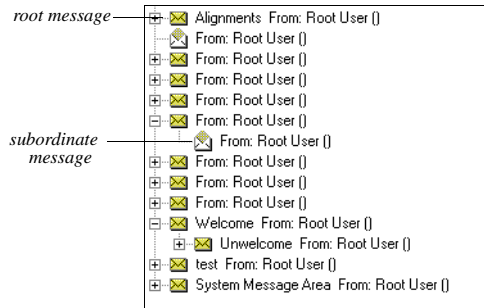 root message
Alignments From: Root User ()
From: Root User ()
From: Root User ()
From: Root User ()
From: Root User ()
From: Root User ()
subordinate
message
From: Root User ()
From: Root User ()
From: Root User ()
From: Root User ()
Welcome From: Root User ()
Unwelcome From: Root User ()
test From: Root User ()
System Message Area From: Root User ()